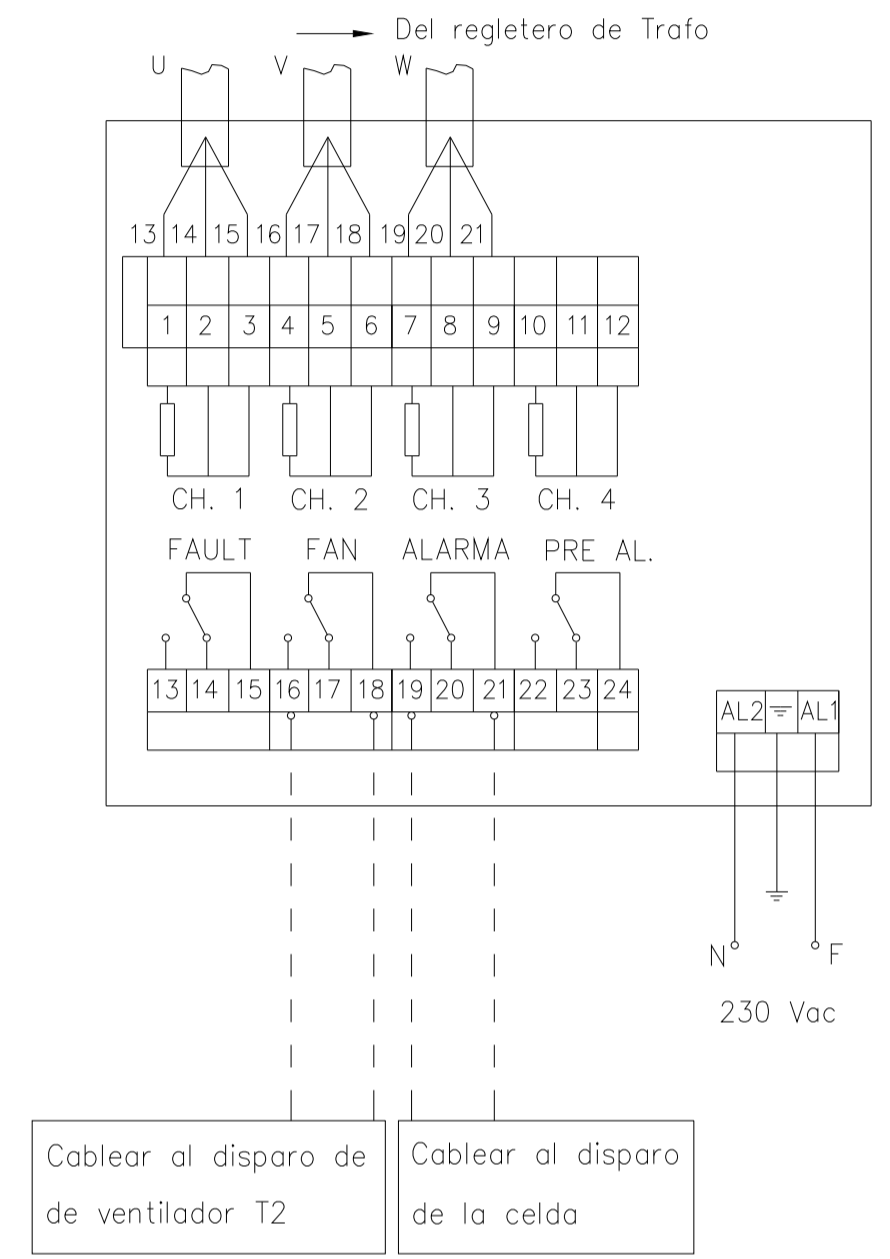 Del regletero de Trafo
U V W
13 14 15 16 17 18 19 20 21
1 2 3 4 5 6 7 8 9 10 11 12
CH. 1 CH. 2 CH. 3 CH. 4
FAULT FAN ALARMA PRE AL.
13 14 15 16 17 18 19 20 21 22 23 24
AL2 AL1
N F
230 Vac
Cablear al disparo de
de ventilador T2
Cablear al disparo
de la celda